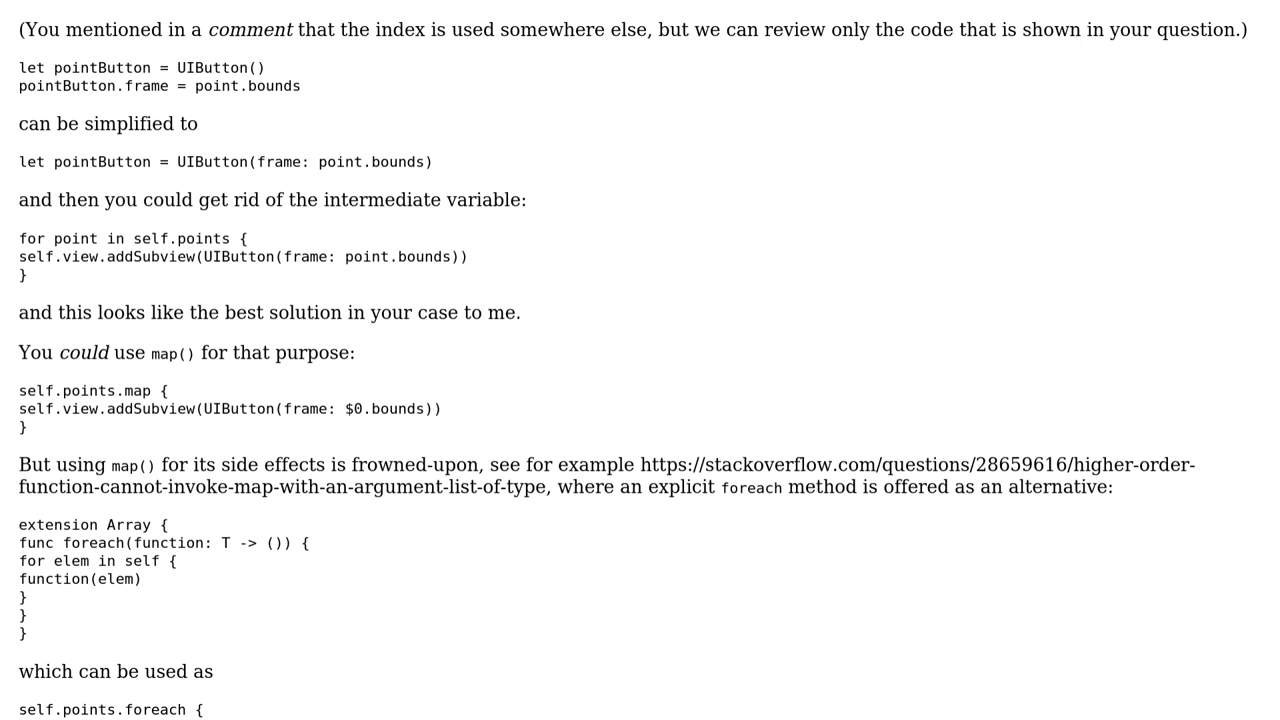 (You mentioned in a comment that the index is used somewhere else, but we can review only the code that is shown in your question.)
let pointButton = UIButton()
pointButton.frame = point.bounds
can be simplified to
let pointButton = UIButton(frame: point.bounds)
and then you could get rid of the intermediate variable:
for point in self.points {
self.view.addSubview(UIButton(frame: point.bounds))
}
and this looks like the best solution in your case to me.
You could use map() for that purpose:
self.points.map {
self.view.addSubview(UIButton(frame: $0.bounds))
}
But using map() for its side effects is frowned-upon, see for example https://stackoverflow.com/questions/28659616/higher-order-
function-cannot-invoke-map-with-an-argument-list-of-type, where an explicit foreach method is offered as an alternative:
extension Array {
func foreach(function: T -> ()) {
for elem in self {
function(elem)
}
}
}
which can be used as
self.points.foreach {